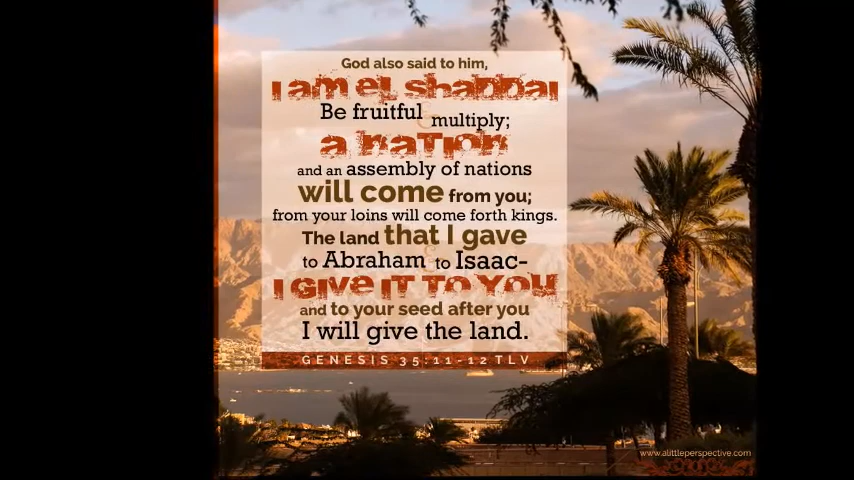 God also said to him,
I am El Shaddai
Be fruitful & multiply;
a nation
and an assembly of nations
will come from you;
from your loins will come forth kings.
The land that I gave
to Abraham & to Isaac-
I GIVE IT TO YOU
and to your seed after you
I will give the land.
GENESIS 35:11-12 TLV
www.alittleperspective.com